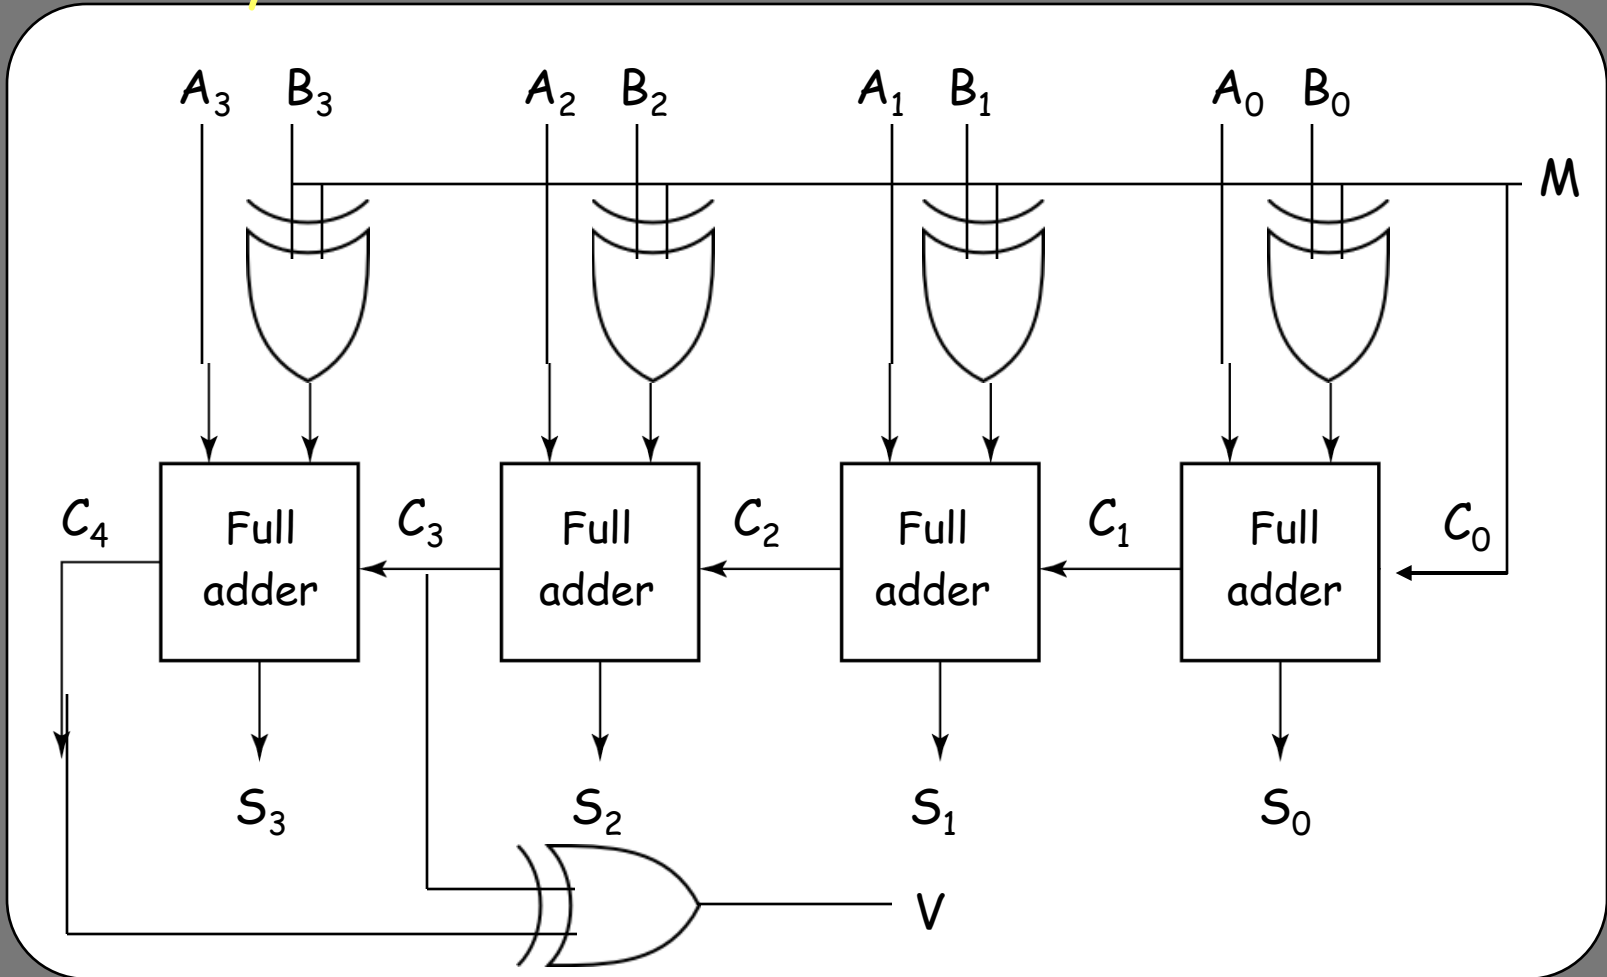 A₃ B₃ A₂ B₂ A₁ B₁ A₀ B₀
M
C₄ Full adder C₃ Full adder C₂ Full adder C₁ Full adder C₀
S₃ S₂ S₁ S₀
V